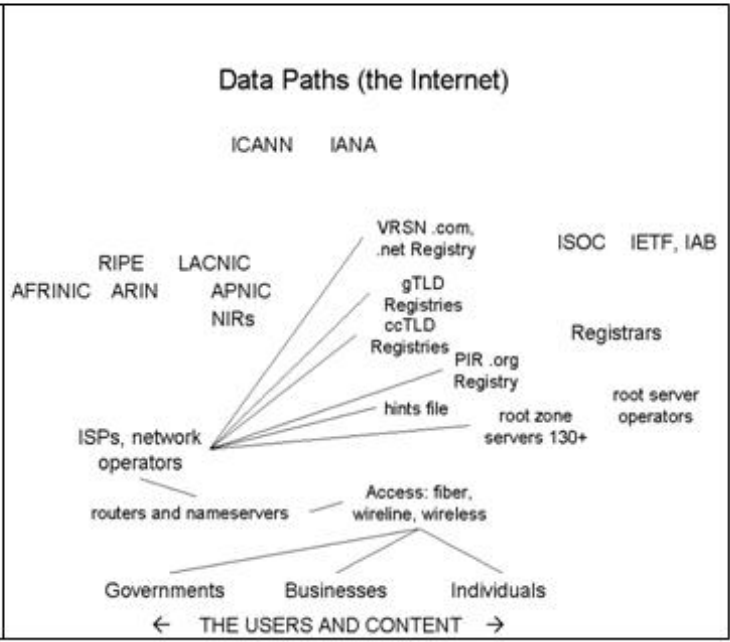 Data Paths (the Internet)
ICANN IANA
VRSN .com,
.net Registry
ISOC IETF, IAB
RIPE LACNIC
AFRINIC ARIN APNIC
NIRs
gTLD
Registries
ccTLD
Registries
Registrars
PIR .org
Registry
hints file
root zone
servers 130+
root server
operators
ISPs, network
operators
routers and nameservers
Access: fiber,
wireline, wireless
Governments Businesses Individuals
← THE USERS AND CONTENT →